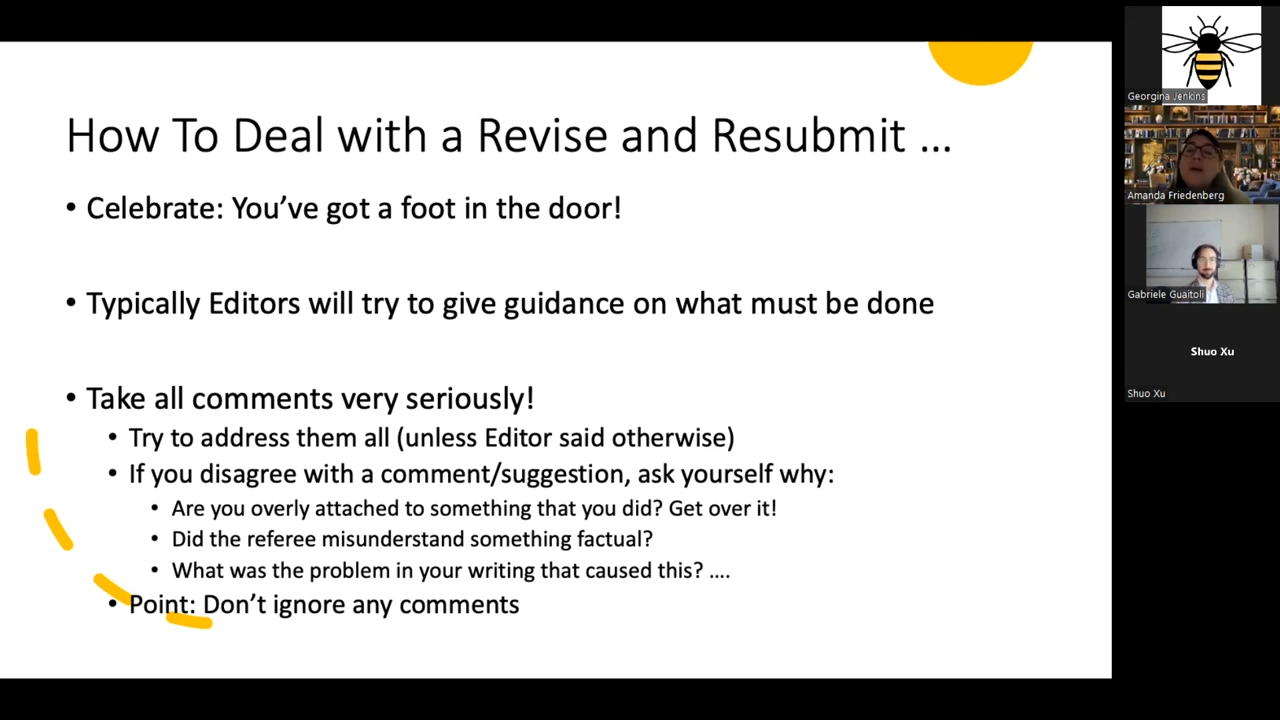 How To Deal with a Revise and Resubmit ...
• Celebrate: You’ve got a foot in the door!
• Typically Editors will try to give guidance on what must be done
• Take all comments very seriously!
• Try to address them all (unless Editor said otherwise)
• If you disagree with a comment/suggestion, ask yourself why:
• Are you overly attached to something that you did? Get over it!
• Did the referee misunderstand something factual?
• What was the problem in your writing that caused this? ....
• Point: Don’t ignore any comments
Georgina Jenkins
Amanda Friedenberg
Gabriele Guaitoli
Shuo Xu
Shuo Xu